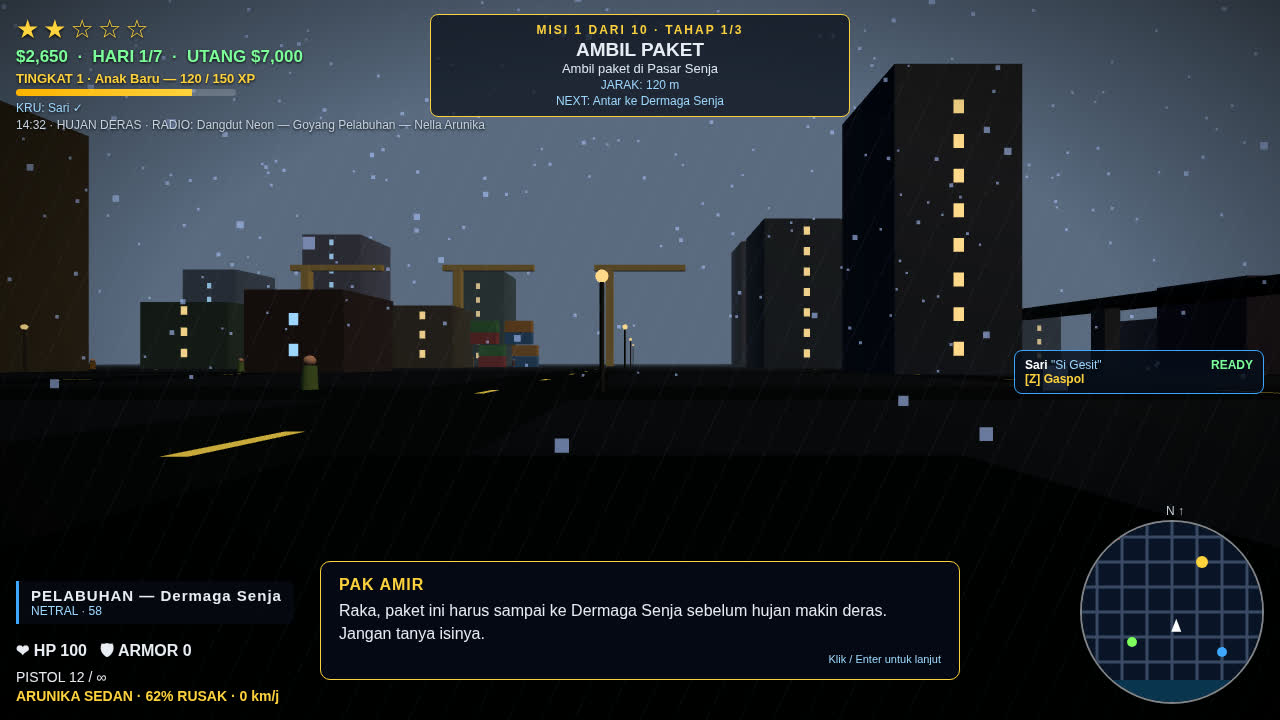 ★★☆☆☆
$2,650 · HARI 1/7 · UTANG $7,000
TINGKAT 1 · Anak Baru — 120 / 150 XP
KRU: Sari ✓
14:32 · HUJAN DERAS · RADIO: Dangdut Neon — Goyang Pelabuhan — Nella Arunika
MISI 1 DARI 10 · TAHAP 1/3
AMBIL PAKET
Ambil paket di Pasar Senja
JARAK: 120 m
NEXT: Antar ke Dermaga Senja
Sari "Si Gesit" READY
[Z] Gaspol
N ↑
PELABUHAN — Dermaga Senja
NETRAL · 58
❤ HP 100 🛡 ARMOR 0
PISTOL 12 / ∞
ARUNIKA SEDAN · 62% RUSAK · 0 km/j
PAK AMIR
Raka, paket ini harus sampai ke Dermaga Senja sebelum hujan makin deras.
Jangan tanya isinya.
Klik / Enter untuk lanjut